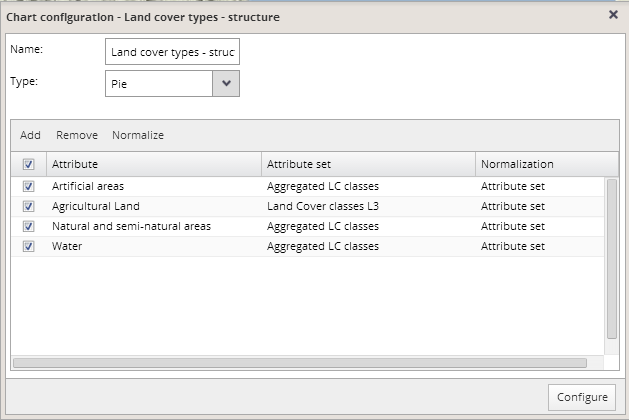 Chart configuration - Land cover types - structure
Name: Land cover types - struc
Type: Pie
Add Remove Normalize
Attribute Attribute set Normalization
Artificial areas Aggregated LC classes Attribute set
Agricultural Land Land Cover classes L3 Attribute set
Natural and semi-natural areas Aggregated LC classes Attribute set
Water Aggregated LC classes Attribute set
Configure